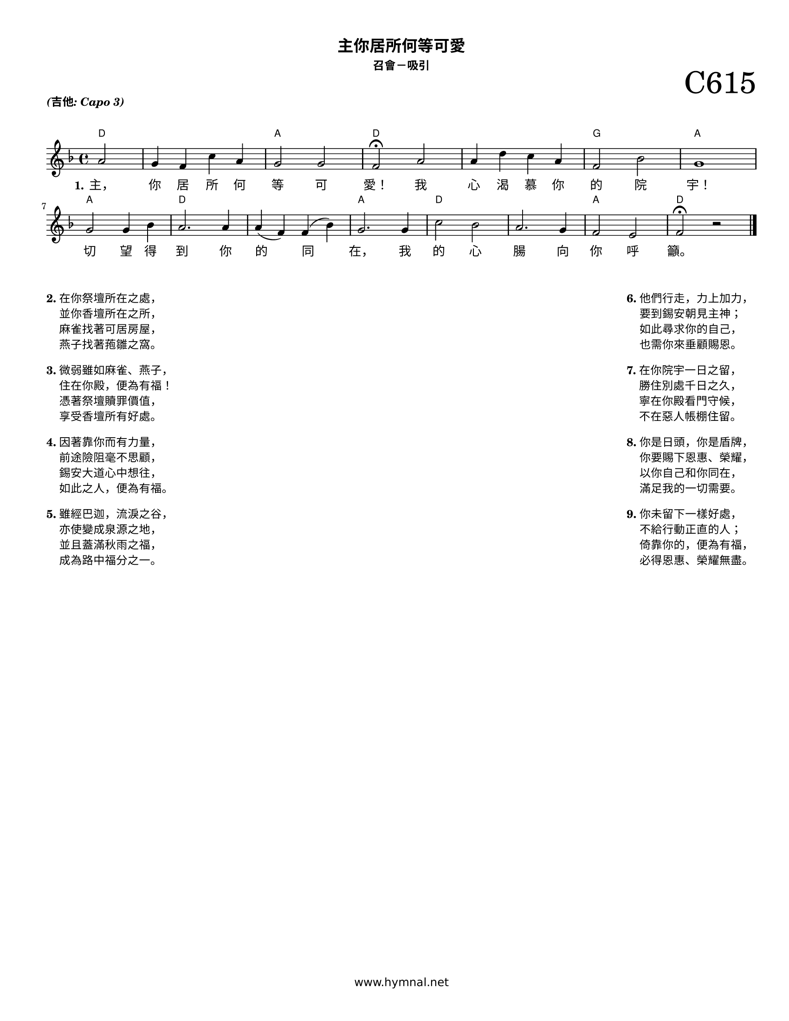 主你居所何等可愛
召會－吸引
C615
(吉他: Capo 3)
D A D G A
1. 主， 你 居 所 何 等 可 愛！ 我 心 渴 慕 你 的 院 宇！
7
A D A D A D
切 望 得 到 你 的 同 在， 我 的 心 腸 向 你 呼 籲。
2. 在你祭壇所在之處，
並你香壇所在之所，
麻雀找著可居房屋，
燕子找著菢雛之窩。
3. 微弱雖如麻雀、燕子，
住在你殿，便為有福！
憑著祭壇贖罪價值，
享受香壇所有好處。
4. 因著靠你而有力量，
前途險阻毫不思顧，
錫安大道心中想往，
如此之人，便為有福。
5. 雖經巴迦，流淚之谷，
亦使變成泉源之地，
並且蓋滿秋雨之福，
成為路中福分之一。
6. 他們行走，力上加力，
要到錫安朝見主神；
如此尋求你的自己，
也需你來垂顧賜恩。
7. 在你院宇一日之留，
勝住別處千日之久，
寧在你殿看門守候，
不在惡人帳棚住留。
8. 你是日頭，你是盾牌，
你要賜下恩惠、榮耀，
以你自己和你同在，
滿足我的一切需要。
9. 你未留下一樣好處，
不給行動正直的人；
倚靠你的，便為有福，
必得恩惠、榮耀無盡。
www.hymnal.net